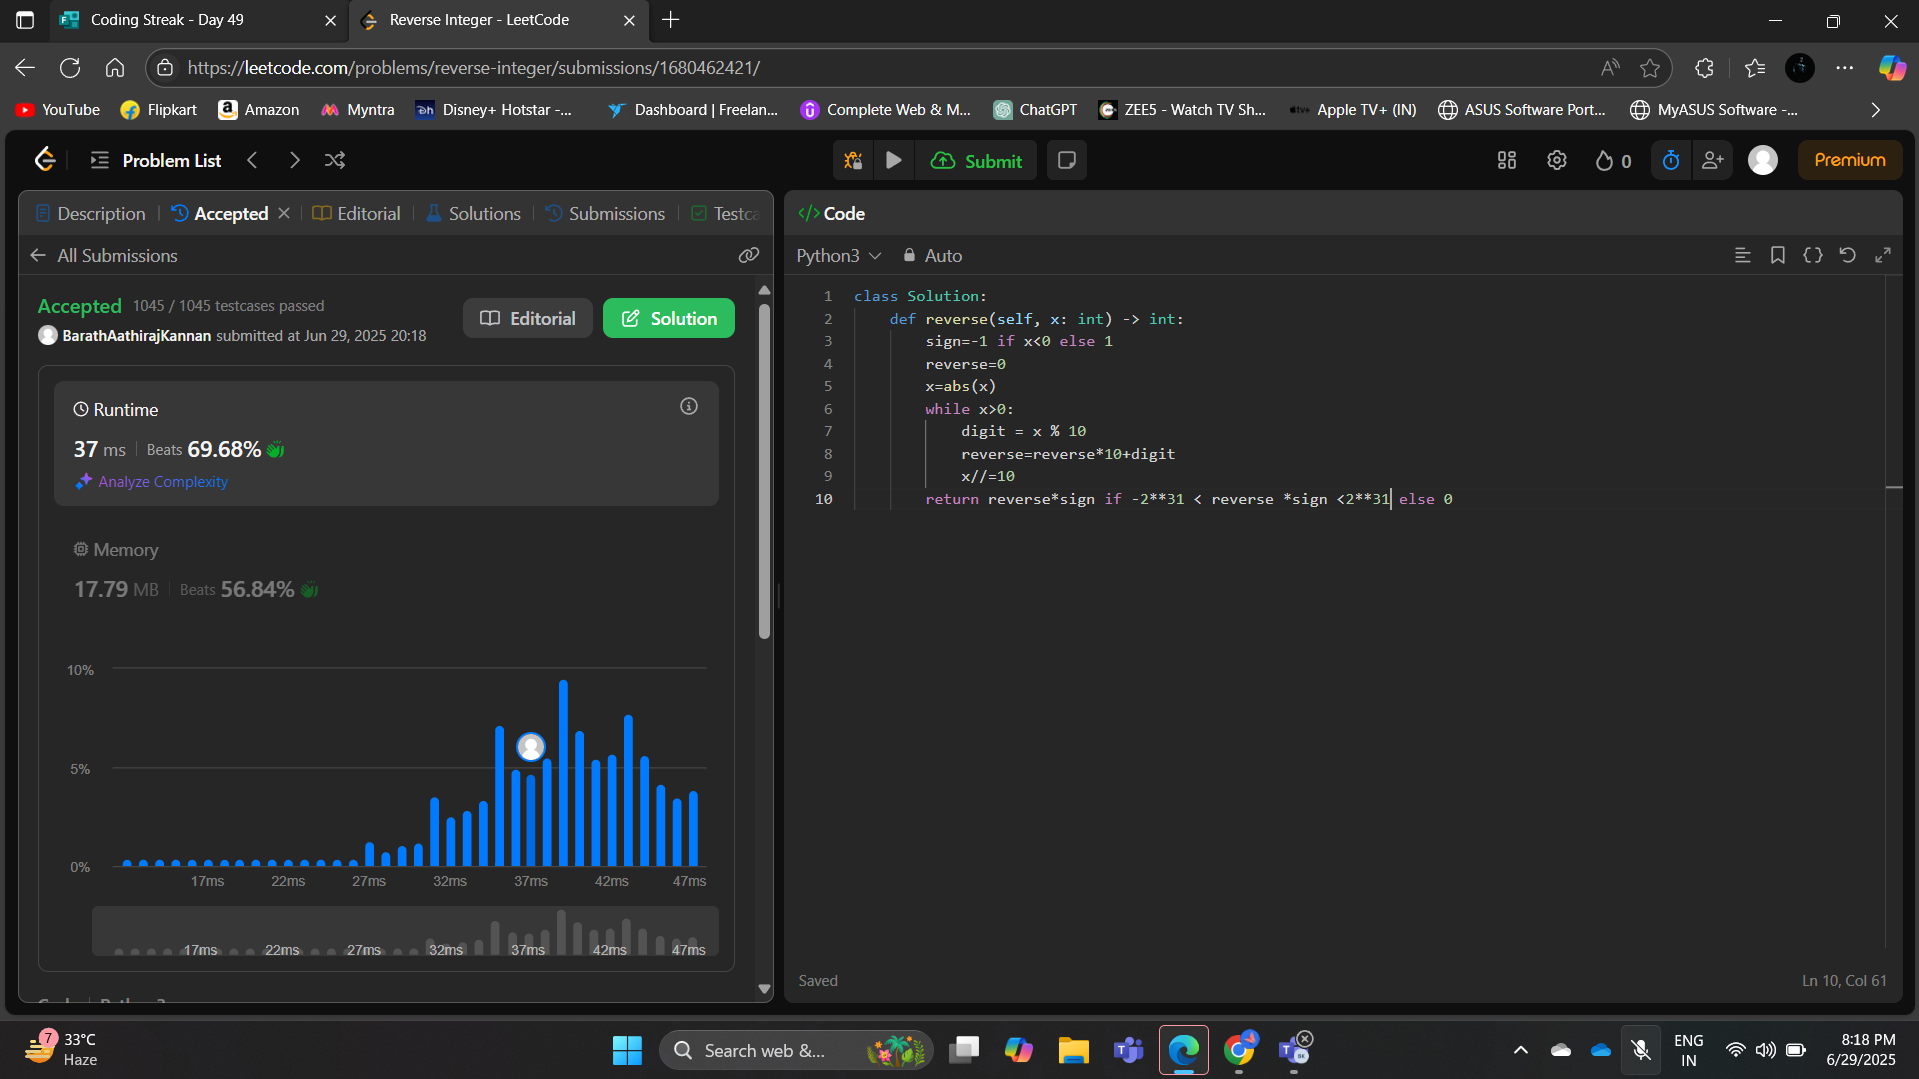 Coding Streak - Day 49
Reverse Integer - LeetCode
https://leetcode.com/problems/reverse-integer/submissions/1680462421/
YouTube Flipkart Amazon Myntra Disney+ Hotstar -... Dashboard | Freelan... Complete Web & M... ChatGPT ZEE5 - Watch TV Sh... Apple TV+ (IN) ASUS Software Port... MyASUS Software -...
Problem List Submit 0 Premium
Description Accepted Editorial Solutions Submissions Testca
All Submissions
Accepted 1045 / 1045 testcases passed
BarathAathirajKannan submitted at Jun 29, 2025 20:18
Editorial Solution
Runtime
37 ms Beats 69.68%
Analyze Complexity
Memory
17.79 MB Beats 56.84%
10%
5%
0%
17ms 22ms 27ms 32ms 37ms 42ms 47ms
17ms 22ms 27ms 32ms 37ms 42ms 47ms
</> Code
Python3 Auto
1 class Solution:
2 def reverse(self, x: int) -> int:
3 sign=-1 if x<0 else 1
4 reverse=0
5 x=abs(x)
6 while x>0:
7 digit = x % 10
8 reverse=reverse*10+digit
9 x//=10
10 return reverse*sign if -2**31 < reverse *sign <2**31 else 0
Saved
Ln 10, Col 61
7
33°C
Haze
Search web &...
ENG
IN
8:18 PM
6/29/2025